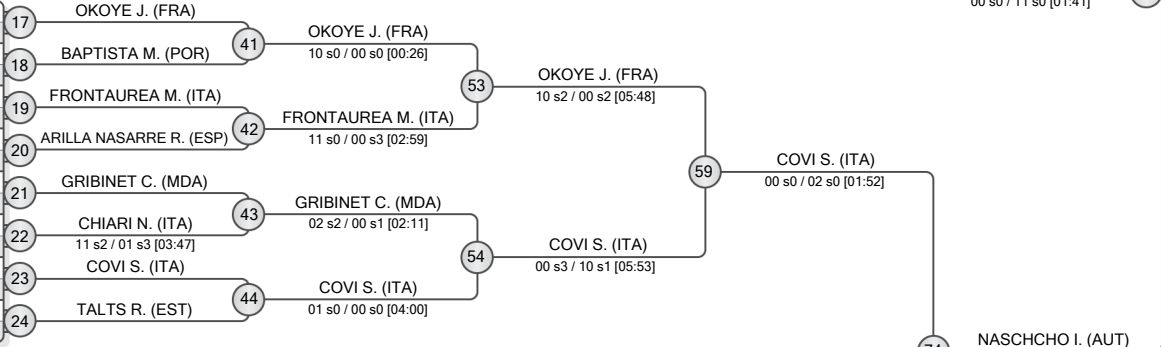 00 s0 / 11 s0 [01:41]
17
OKOYE J. (FRA)
41
OKOYE J. (FRA)
10 s0 / 00 s0 [00:26]
18
BAPTISTA M. (POR)
53
OKOYE J. (FRA)
10 s2 / 00 s2 [05:48]
19
FRONTAUREA M. (ITA)
42
FRONTAUREA M. (ITA)
11 s0 / 00 s3 [02:59]
20
ARILLA NASARRE R. (ESP)
59
COVI S. (ITA)
00 s0 / 02 s0 [01:52]
21
GRIBINET C. (MDA)
43
GRIBINET C. (MDA)
02 s2 / 00 s1 [02:11]
22
CHIARI N. (ITA)
11 s2 / 01 s3 [03:47]
54
COVI S. (ITA)
00 s3 / 10 s1 [05:53]
23
COVI S. (ITA)
44
COVI S. (ITA)
01 s0 / 00 s0 [04:00]
24
TALTS R. (EST)
NASCHCHO I. (AUT)